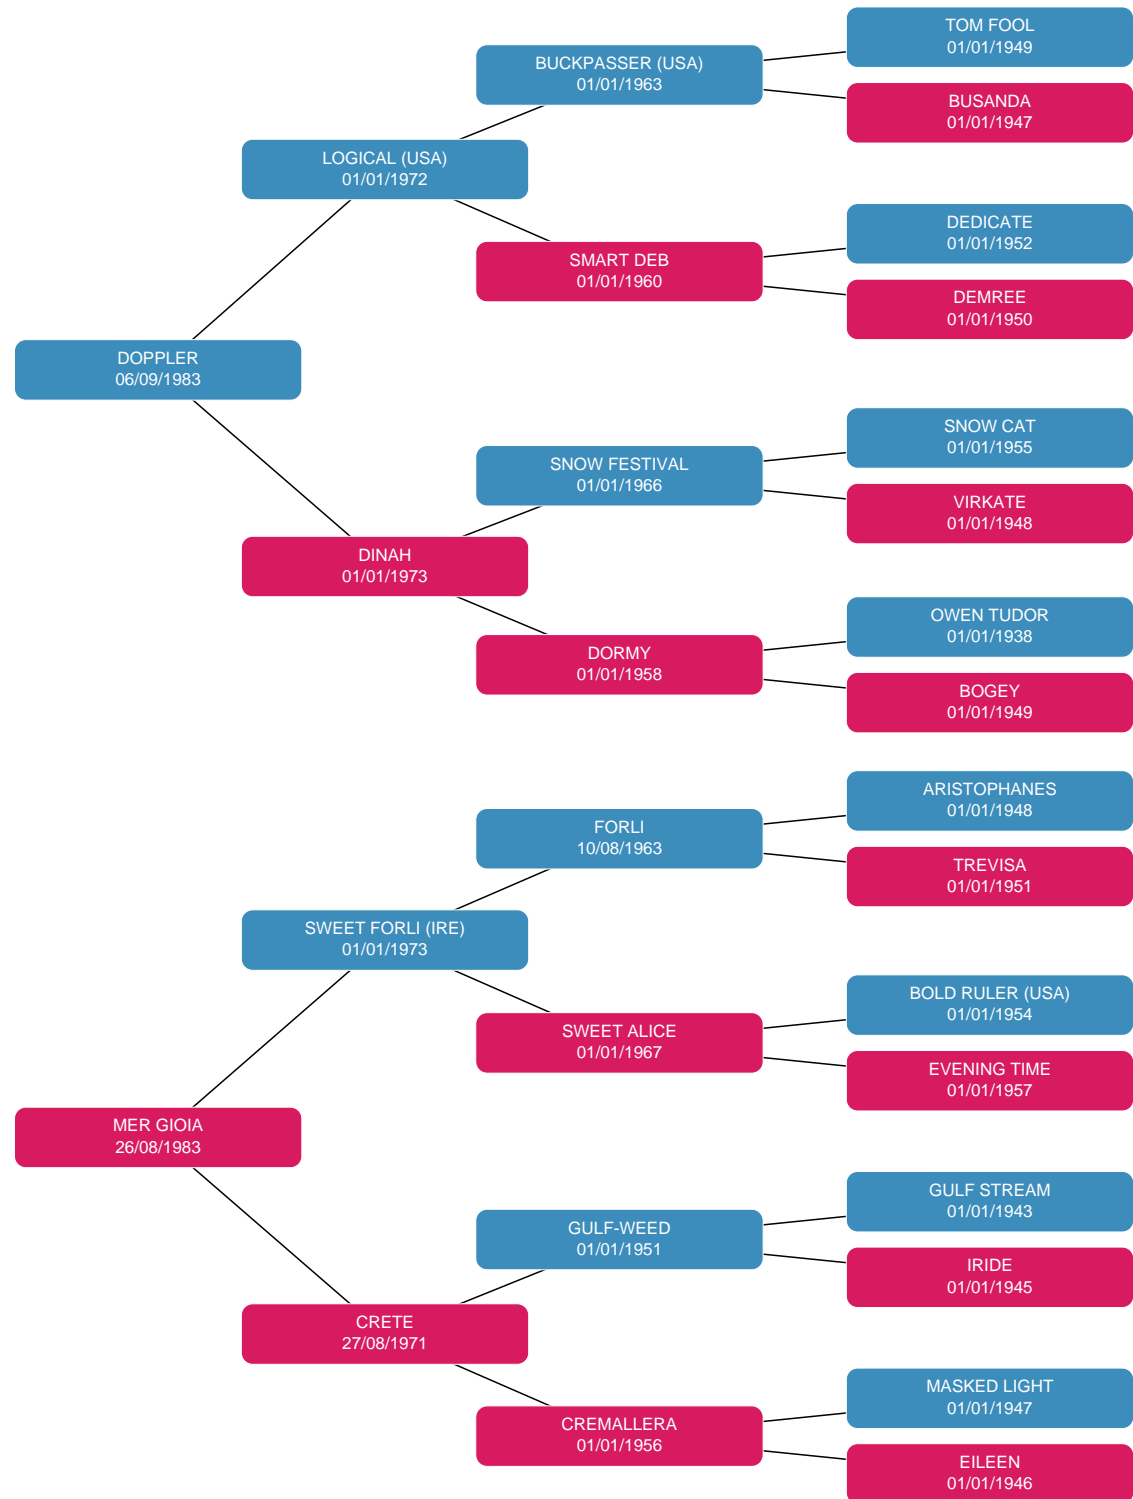 TOM FOOL
01/01/1949
BUCKPASSER (USA)
01/01/1963
BUSANDA
01/01/1947
LOGICAL (USA)
01/01/1972
DEDICATE
01/01/1952
SMART DEB
01/01/1960
DEMREE
01/01/1950
DOPPLER
06/09/1983
SNOW CAT
01/01/1955
SNOW FESTIVAL
01/01/1966
VIRKATE
01/01/1948
DINAH
01/01/1973
OWEN TUDOR
01/01/1938
DORMY
01/01/1958
BOGEY
01/01/1949
ARISTOPHANES
01/01/1948
FORLI
10/08/1963
TREVISA
01/01/1951
SWEET FORLI (IRE)
01/01/1973
BOLD RULER (USA)
01/01/1954
SWEET ALICE
01/01/1967
EVENING TIME
01/01/1957
MER GIOIA
26/08/1983
GULF STREAM
01/01/1943
GULF-WEED
01/01/1951
IRIDE
01/01/1945
CRETE
27/08/1971
MASKED LIGHT
01/01/1947
CREMALLERA
01/01/1956
EILEEN
01/01/1946